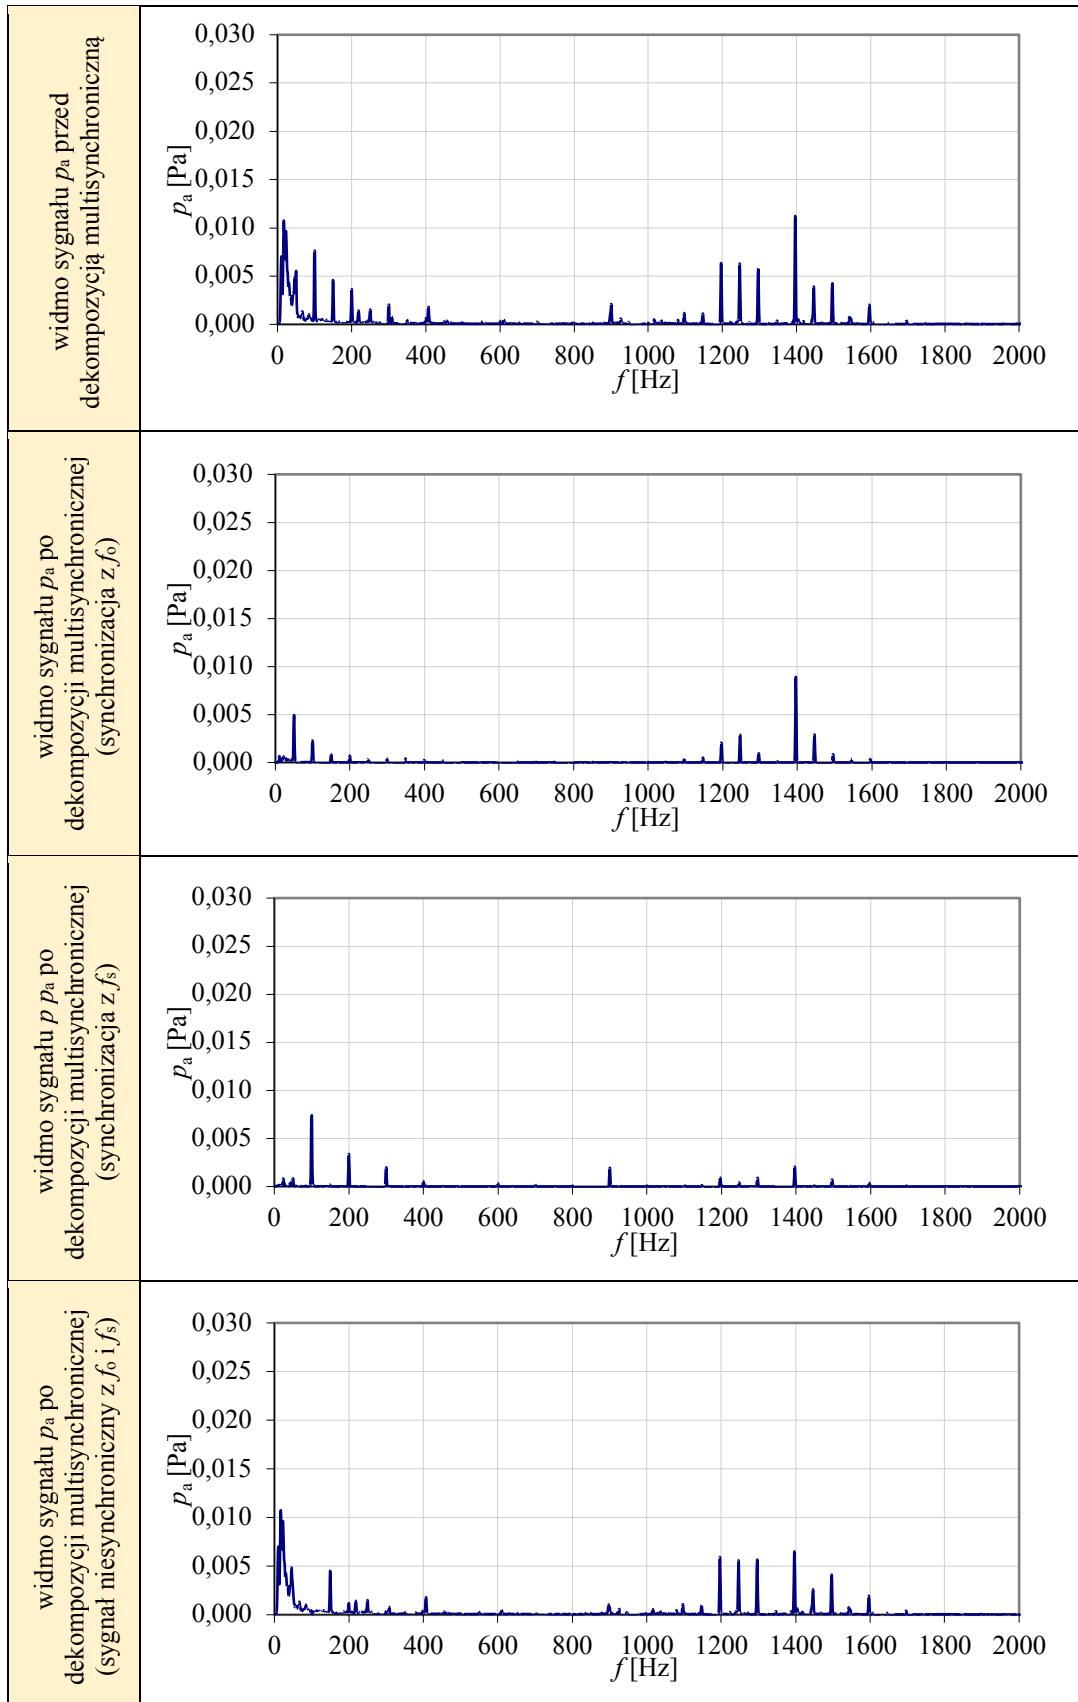 widmo sygnału pa przed
dekompozycją multisynchroniczną
0,030
0,025
0,020
0,015
0,010
0,005
0,000
pa [Pa]
0 200 400 600 800 1000 1200 1400 1600 1800 2000
f [Hz]
widmo sygnału pa po
dekompozycji multisynchronicznej
(synchronizacja z fo)
0,030
0,025
0,020
0,015
0,010
0,005
0,000
pa [Pa]
0 200 400 600 800 1000 1200 1400 1600 1800 2000
f [Hz]
widmo sygnału p pa po
dekompozycji multisynchronicznej
(synchronizacja z fs)
0,030
0,025
0,020
0,015
0,010
0,005
0,000
pa [Pa]
0 200 400 600 800 1000 1200 1400 1600 1800 2000
f [Hz]
widmo sygnału pa po
dekompozycji multisynchronicznej
(sygnał niesynchroniczny z fo i fs)
0,030
0,025
0,020
0,015
0,010
0,005
0,000
pa [Pa]
0 200 400 600 800 1000 1200 1400 1600 1800 2000
f [Hz]